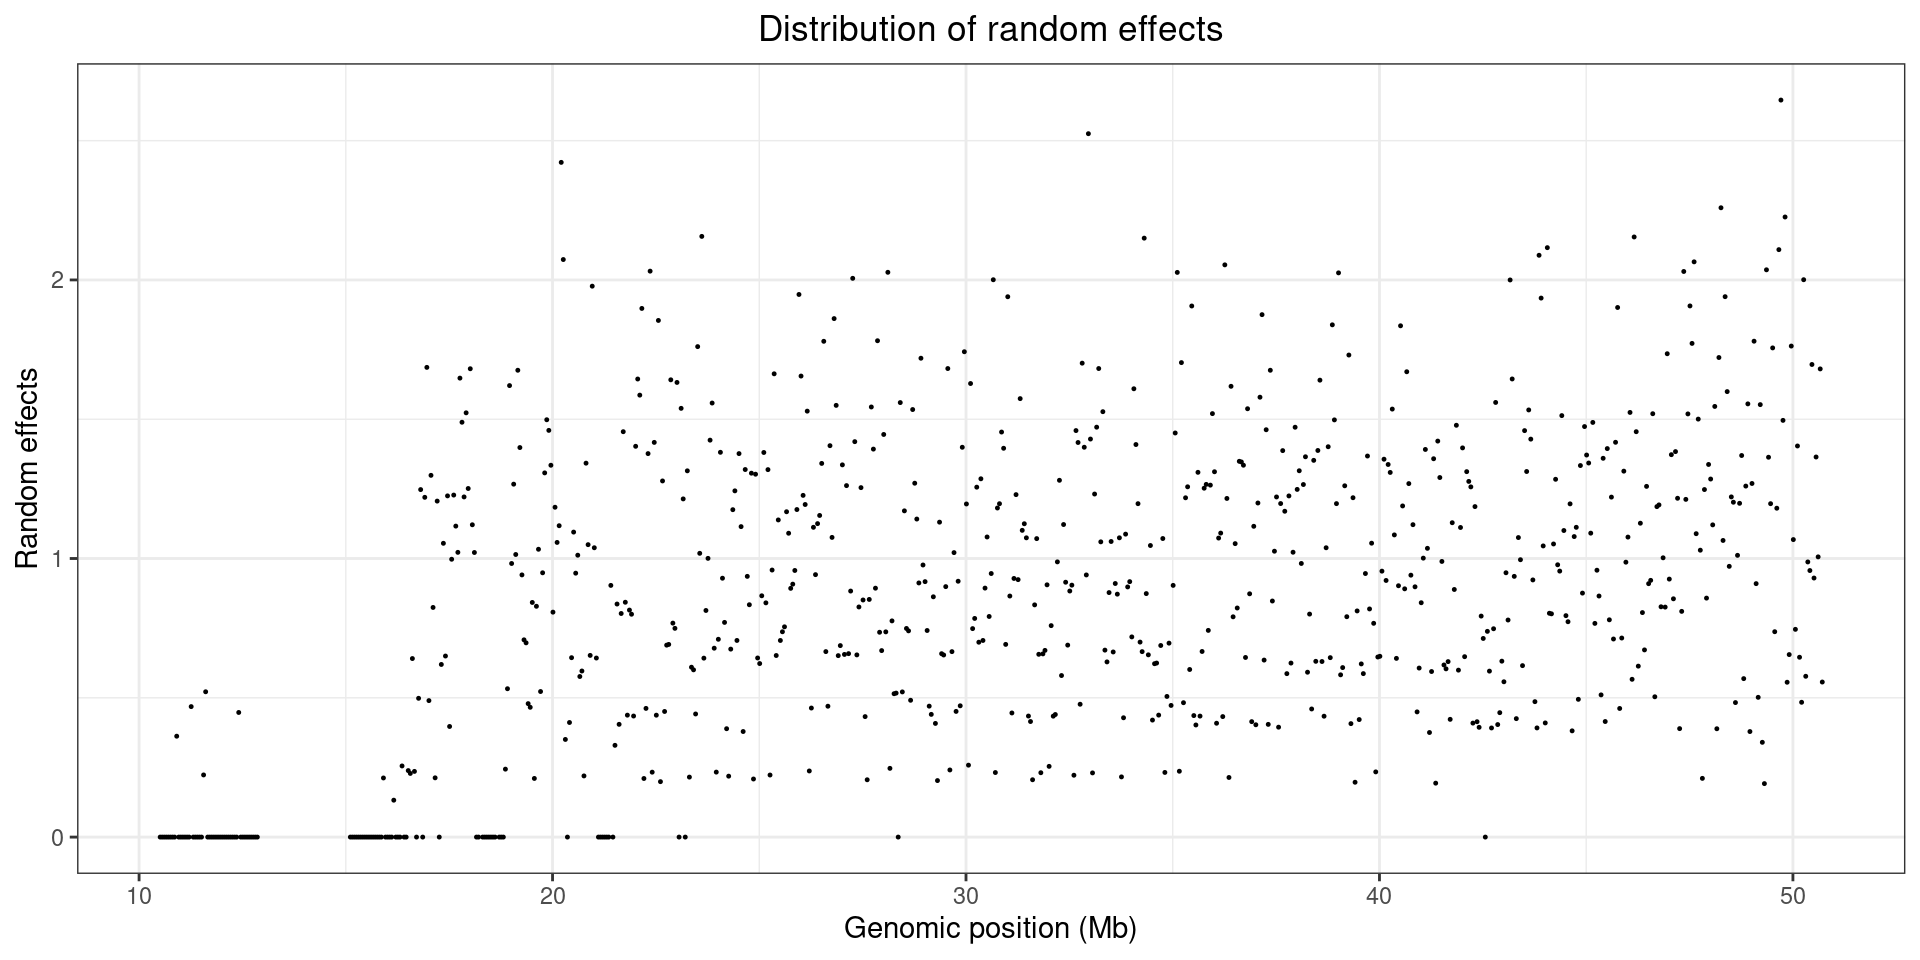 Distribution of random effects
Random effects
2
1
0
10 20 30 40 50
Genomic position (Mb)